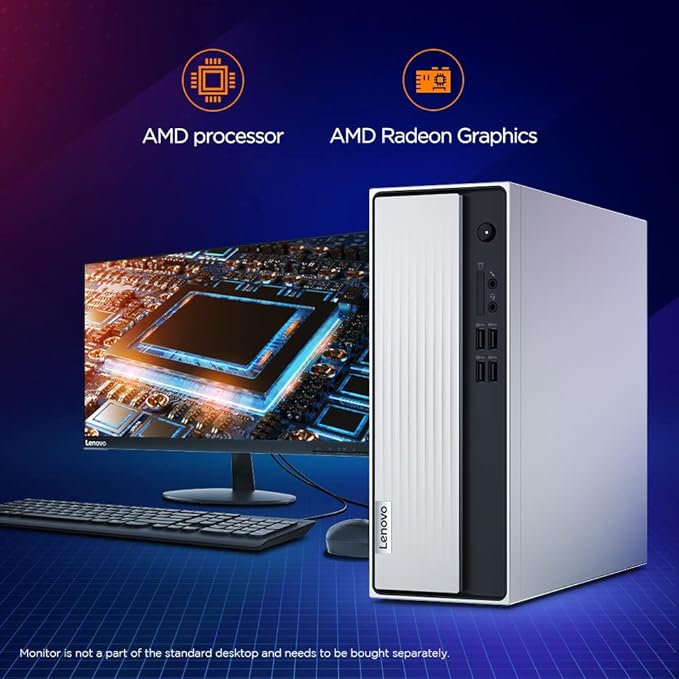 AMD processor
AMD Radeon Graphics
Lenovo
Lenovo
Monitor is not a part of the standard desktop and needs to be bought separately.